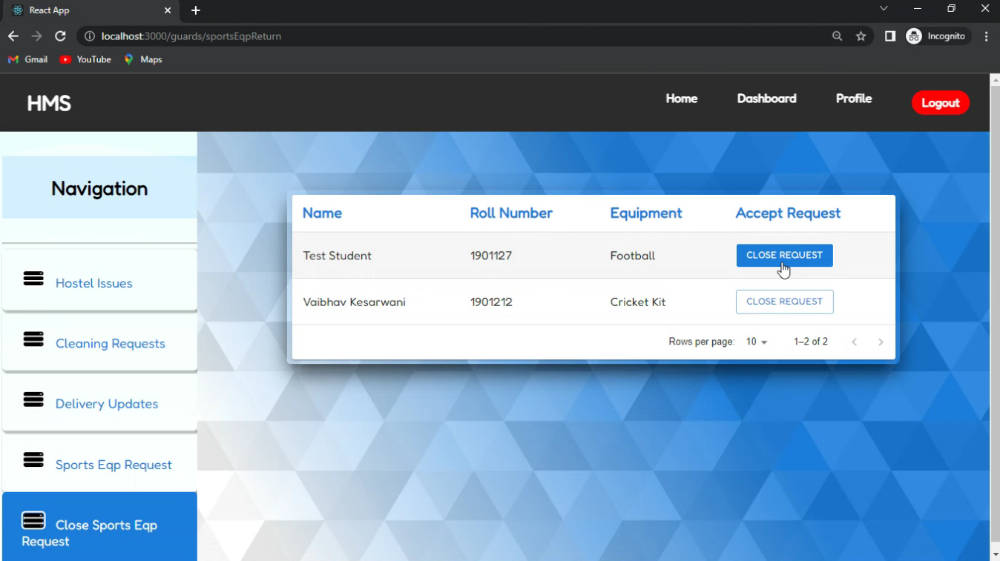 React App
localhost:3000/guards/sportsEqpReturn
Incognito
Gmail YouTube Maps
HMS
Home Dashboard Profile Logout
Navigation
Hostel Issues
Cleaning Requests
Delivery Updates
Sports Eqp Request
Close Sports Eqp
Request
Name Roll Number Equipment Accept Request
Test Student 1901127 Football CLOSE REQUEST
Vaibhav Kesarwani 1901212 Cricket Kit CLOSE REQUEST
Rows per page: 10 1–2 of 2